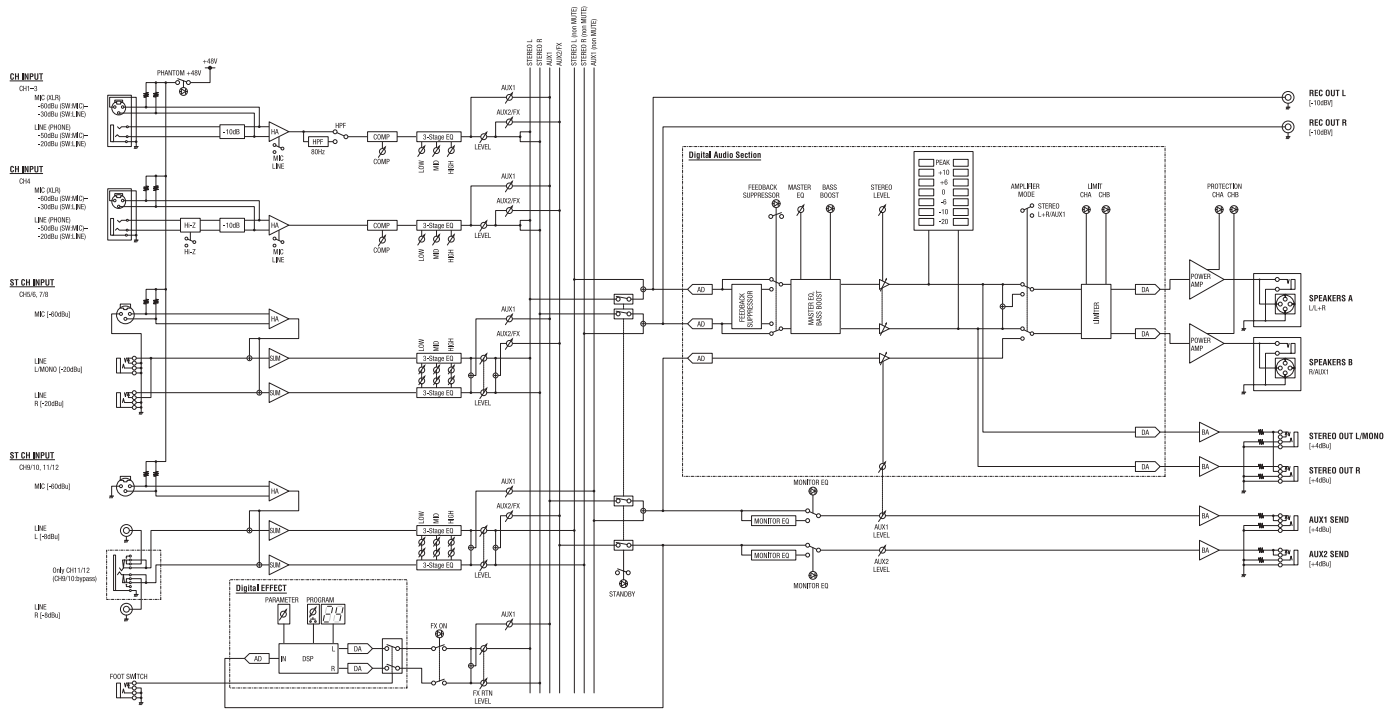 CH INPUT
CH1-3
MIC (XLR)
-60dBu (SW:MIC)
-30dBu (SW:LINE)
LINE (PHONE)
-50dBu (SW:MIC)
-20dBu (SW:LINE)
PHANTOM +48V
+48V
-10dB
HA
MIC
LINE
HPF
HPF
80Hz
COMP
COMP
3-Stage EQ
LOW
MID
HIGH
LEVEL
AUX1
AUX2/FX
CH INPUT
CH4
MIC (XLR)
-60dBu (SW:MIC)
-30dBu (SW:LINE)
LINE (PHONE)
-50dBu (SW:MIC)
-20dBu (SW:LINE)
Hi-Z
Hi-Z
-10dB
HA
MIC
LINE
COMP
COMP
3-Stage EQ
LOW
MID
HIGH
LEVEL
AUX1
AUX2/FX
ST CH INPUT
CH5/6, 7/8
MIC [-60dBu]
LINE
L/MONO [-20dBu]
LINE
R [-20dBu]
HA
SUM
SUM
LOW
MID
HIGH
3-Stage EQ
3-Stage EQ
LEVEL
AUX1
AUX2/FX
ST CH INPUT
CH9/10, 11/12
MIC [-60dBu]
LINE
L [-8dBu]
Only CH11/12
(CH9/10:bypass)
LINE
R [-8dBu]
HA
SUM
SUM
LOW
MID
HIGH
3-Stage EQ
3-Stage EQ
LEVEL
AUX1
AUX2/FX
Digital EFFECT
PARAMETER
PROGRAM
24
AD
IN
DSP
L
R
DA
DA
FX ON
AUX1
FX RTN
LEVEL
FOOT SWITCH
STEREO L
STEREO R
AUX1
AUX2/FX
STEREO L (non MUTE)
STEREO R (non MUTE)
AUX1 (non MUTE)
STANDBY
Digital Audio Section
AD
AD
AD
FEEDBACK
SUPPRESSOR
FEEDBACK
SUPPRESSOR
MASTER
EQ
BASS
BOOST
MASTER EQ,
BASS BOOST
STEREO
LEVEL
PEAK
+10
+6
0
-6
-10
-20
AMPLIFIER
MODE
STEREO
L+R/AUX1
LIMIT
CHA CHB
LIMITER
DA
DA
DA
DA
PROTECTION
CHA CHB
POWER
AMP
POWER
AMP
BA
BA
BA
BA
MONITOR EQ
MONITOR EQ
MONITOR EQ
MONITOR EQ
AUX1
LEVEL
AUX2
LEVEL
REC OUT L
[-10dBV]
REC OUT R
[-10dBV]
SPEAKERS A
L/L+R
SPEAKERS B
R/AUX1
STEREO OUT L/MONO
[+4dBu]
STEREO OUT R
[+4dBu]
AUX1 SEND
[+4dBu]
AUX2 SEND
[+4dBu]